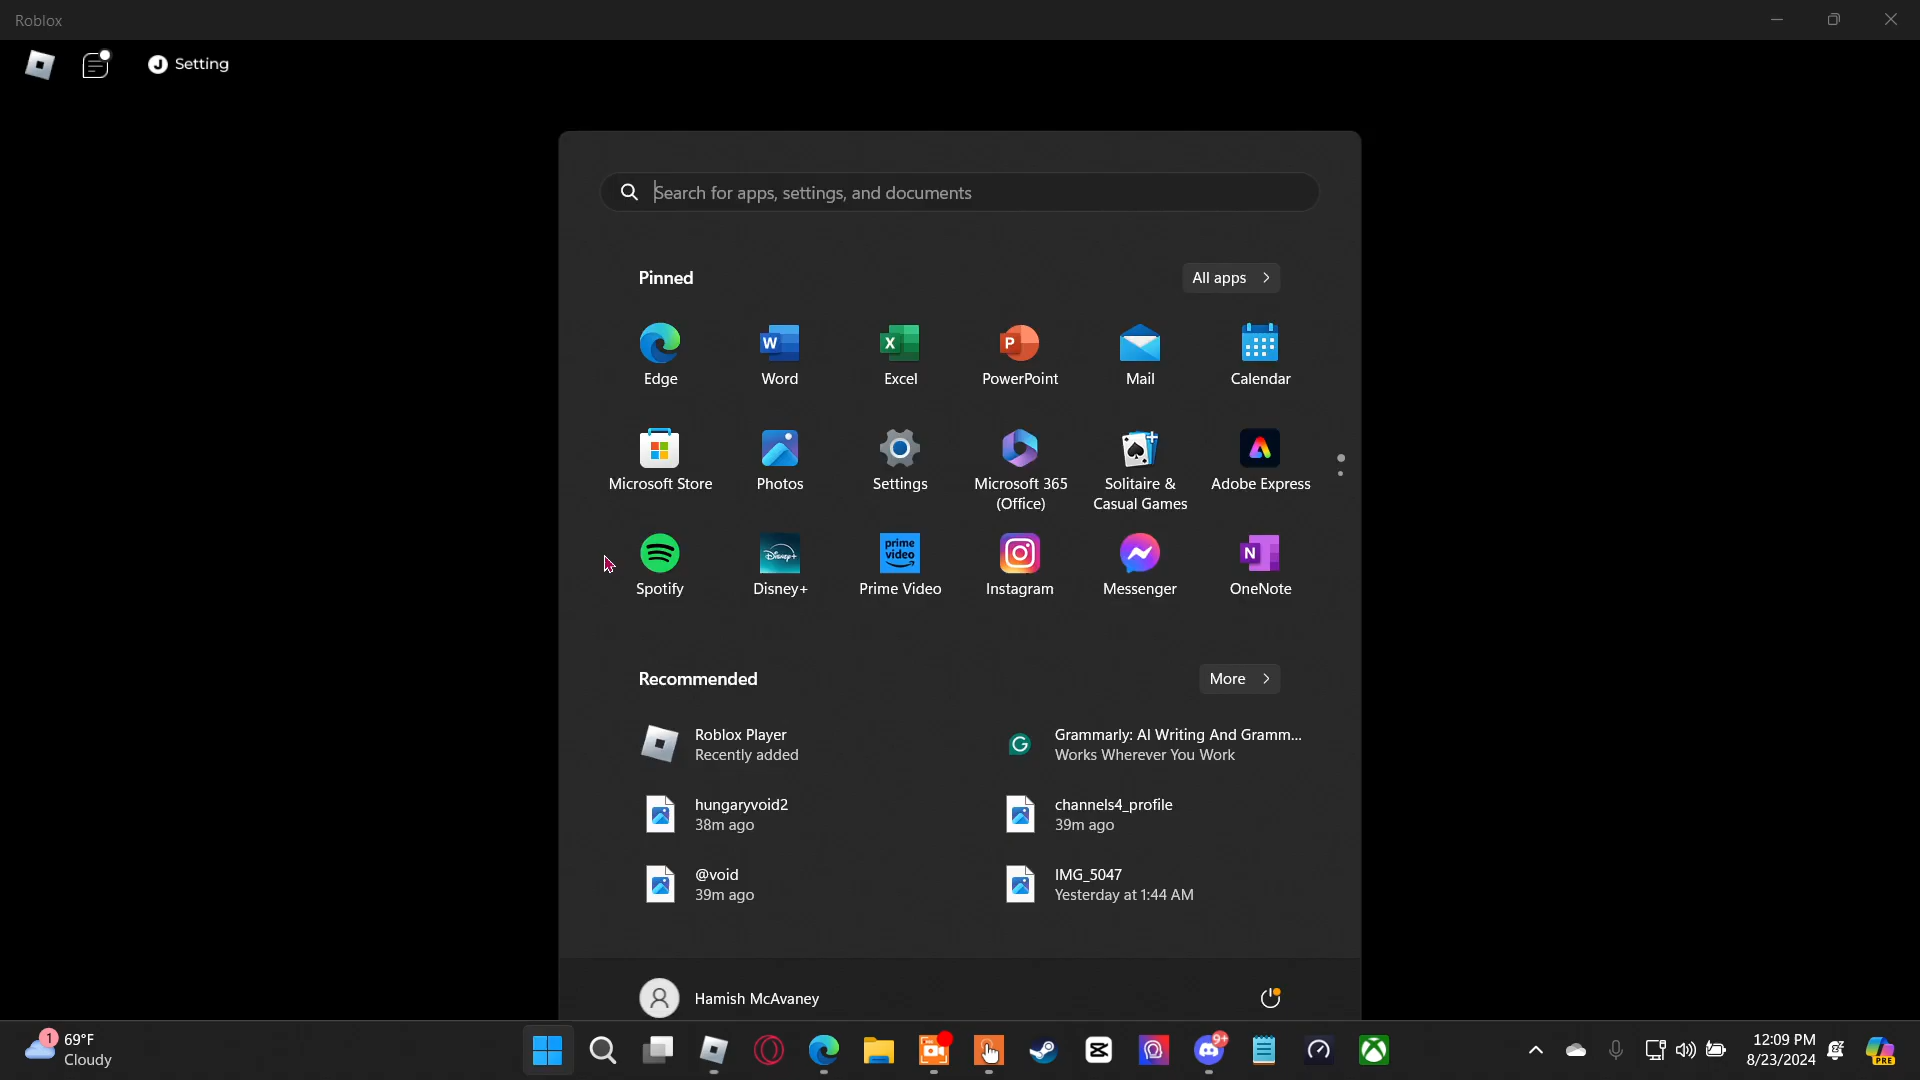 Roblox
J Setting
Search for apps, settings, and documents
Pinned
All apps
Edge
Word
Excel
PowerPoint
Mail
Calendar
Microsoft Store
Photos
Settings
Microsoft 365
(Office)
Solitaire &
Casual Games
Adobe Express
Spotify
Disney+
Prime Video
Instagram
Messenger
OneNote
Recommended
More
Roblox Player
Recently added
Grammarly: AI Writing And Gramm...
Works Wherever You Work
hungaryvoid2
38m ago
channels4_profile
39m ago
@void
39m ago
IMG_5047
Yesterday at 1:44 AM
Hamish McAvaney
1
69°F
Cloudy
9+
12:09 PM
8/23/2024
PRE